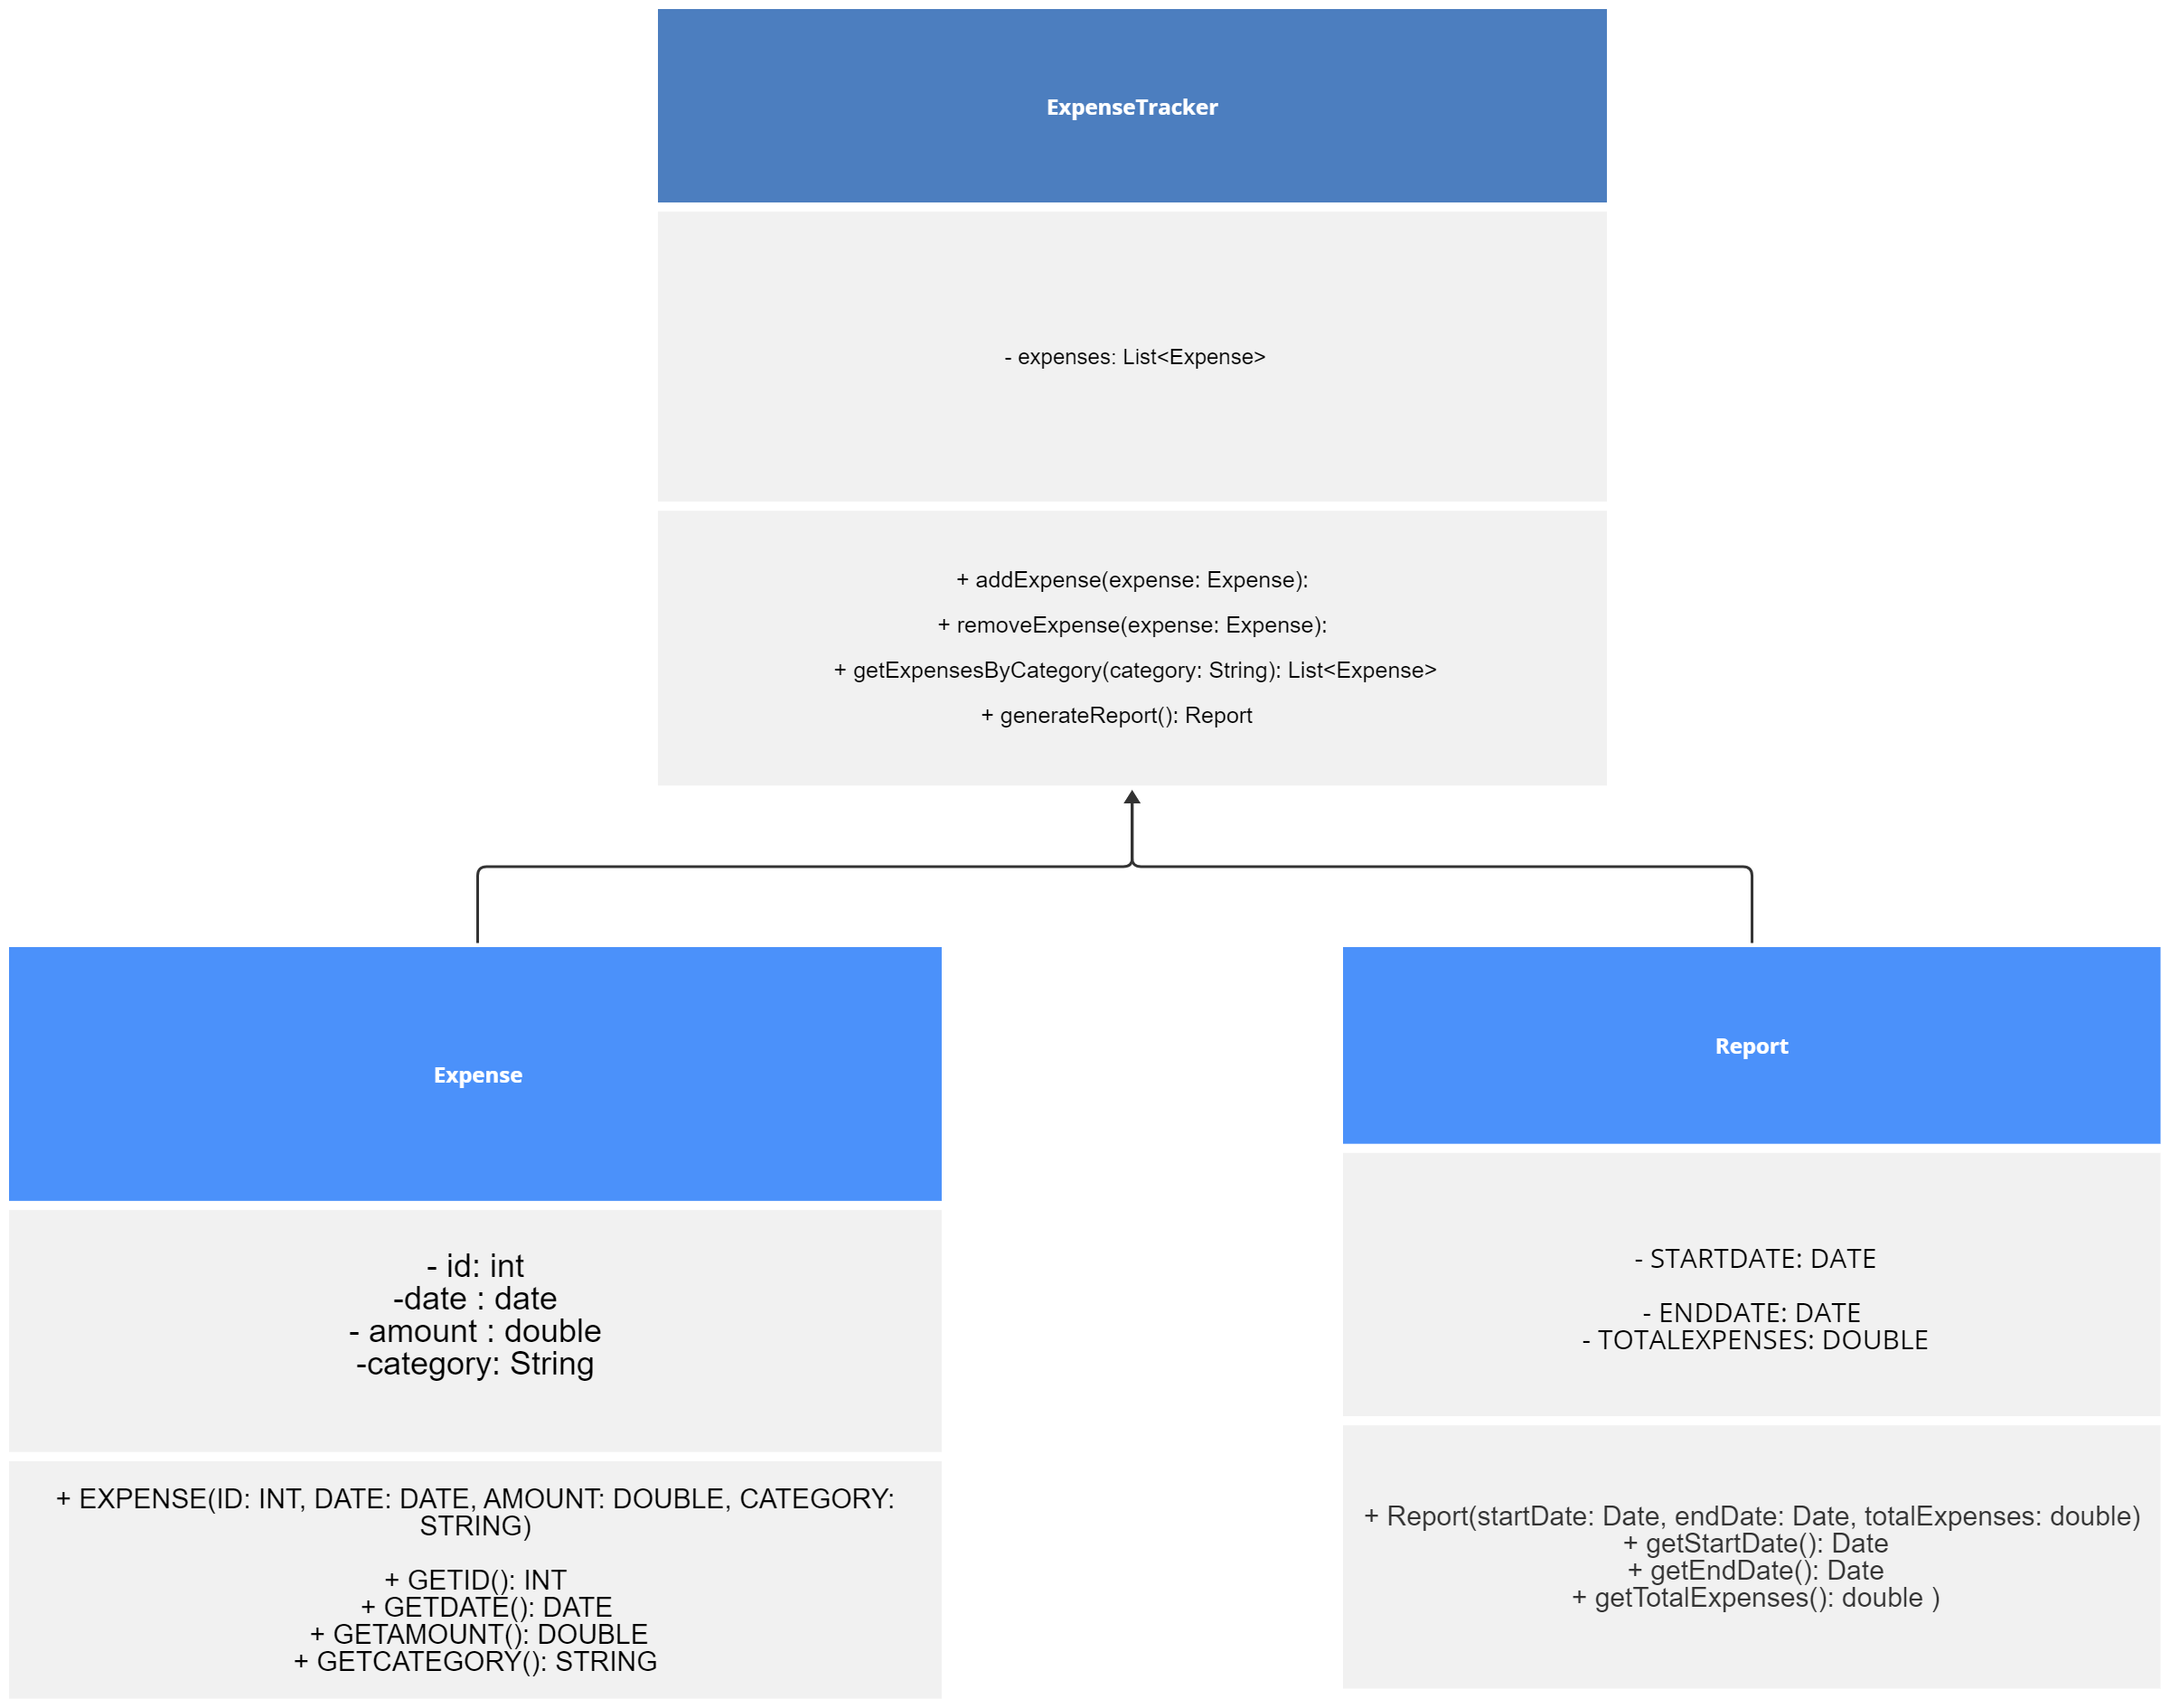 ExpenseTracker
- expenses: List<Expense>
+ addExpense(expense: Expense):
+ removeExpense(expense: Expense):
+ getExpensesByCategory(category: String): List<Expense>
+ generateReport(): Report
Expense
- id: int
-date : date
- amount : double
-category: String
+ EXPENSE(ID: INT, DATE: DATE, AMOUNT: DOUBLE, CATEGORY:
STRING)
+ GETID(): INT
+ GETDATE(): DATE
+ GETAMOUNT(): DOUBLE
+ GETCATEGORY(): STRING
Report
- STARTDATE: DATE
- ENDDATE: DATE
- TOTALEXPENSES: DOUBLE
+ Report(startDate: Date, endDate: Date, totalExpenses: double)
+ getStartDate(): Date
+ getEndDate(): Date
+ getTotalExpenses(): double )